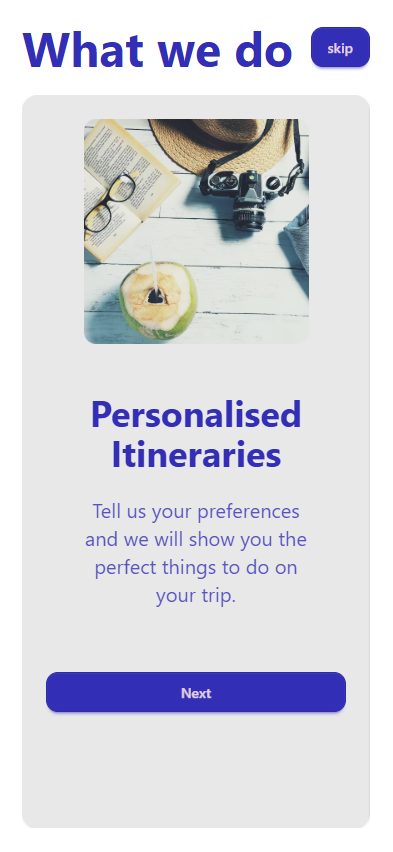 What we do
skip
Personalised
Itineraries
Tell us your preferences
and we will show you the
perfect things to do on
your trip.
Next